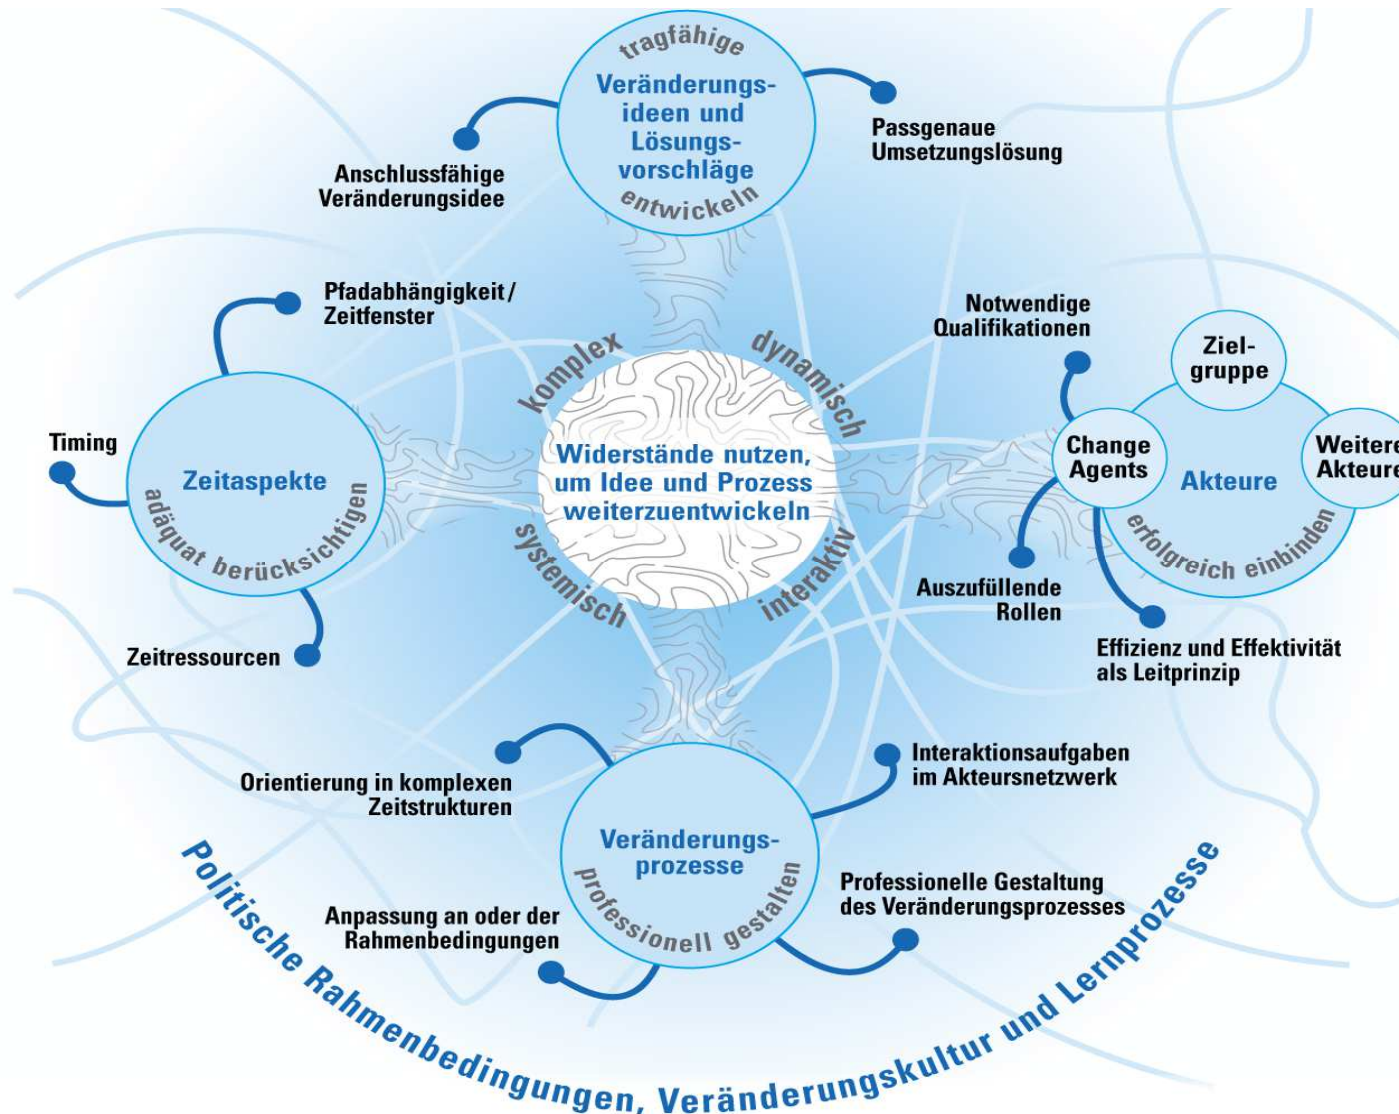 tragfähige
Veränderungs-
ideen und
Lösungs-
vorschläge
entwickeln
Anschlussfähige
Veränderungsidee
Passgenaue
Umsetzungslösung
Pfadabhängigkeit/
Zeitfenster
Timing
Zeitaspekte
adäquat berücksichtigen
Zeitressourcen
komplex
dynamisch
Widerstände nutzen,
um Idee und Prozess
weiterzuentwickeln
systemisch
interaktiv
Notwendige
Qualifikationen
Ziel-
gruppe
Change
Agents
Akteure
Weitere
Akteure
erfolgreich einbinden
Auszufüllende
Rollen
Effizienz und Effektivität
als Leitprinzip
Orientierung in komplexen
Zeitstrukturen
Interaktionsaufgaben
im Akteursnetzwerk
Veränderungs-
prozesse
professionell gestalten
Anpassung an oder der
Rahmenbedingungen
Professionelle Gestaltung
des Veränderungsprozesses
Politische Rahmenbedingungen, Veränderungskultur und Lernprozesse